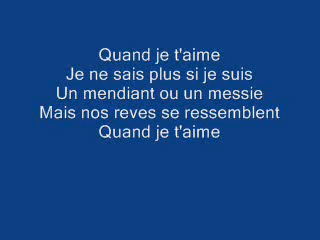 Quand je t'aime
Je ne sais plus si je suis
Un mendiant ou un messie
Mais nos reves se ressemblent
Quand je t'aime